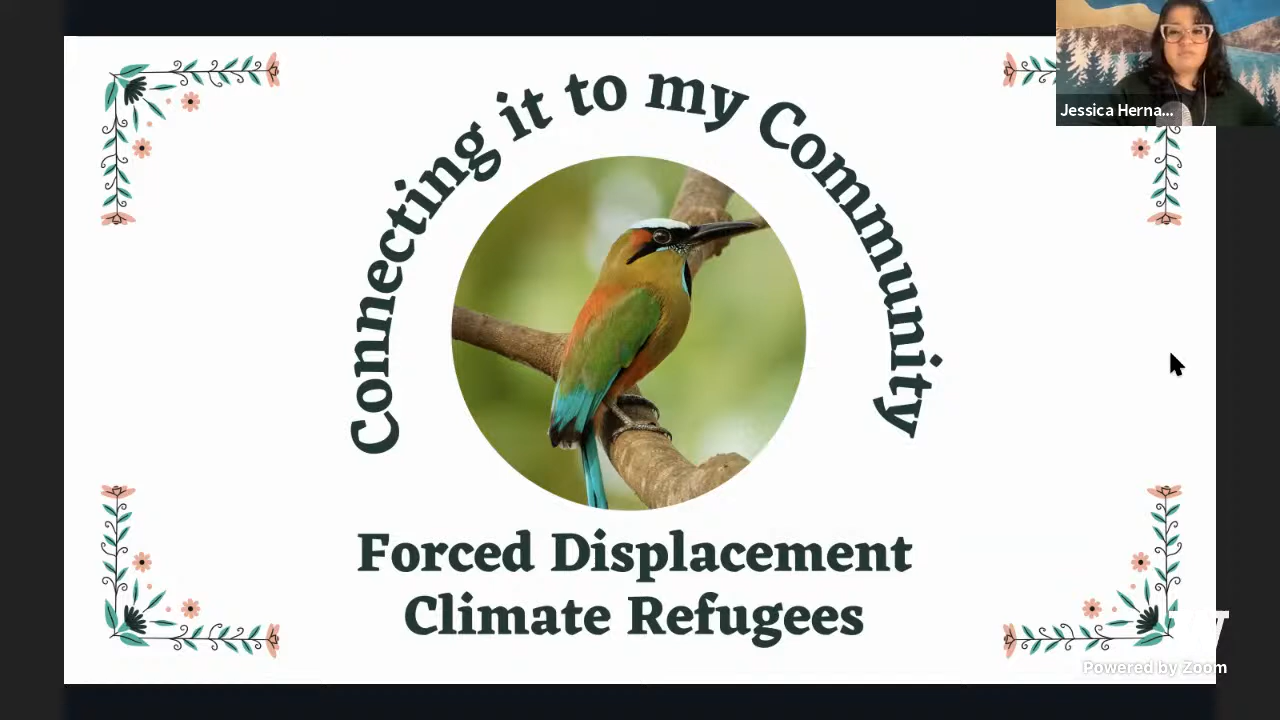 Connecting it to my Community
Jessica Herna...
Forced Displacement
Climate Refugees
W
Powered by Zoom